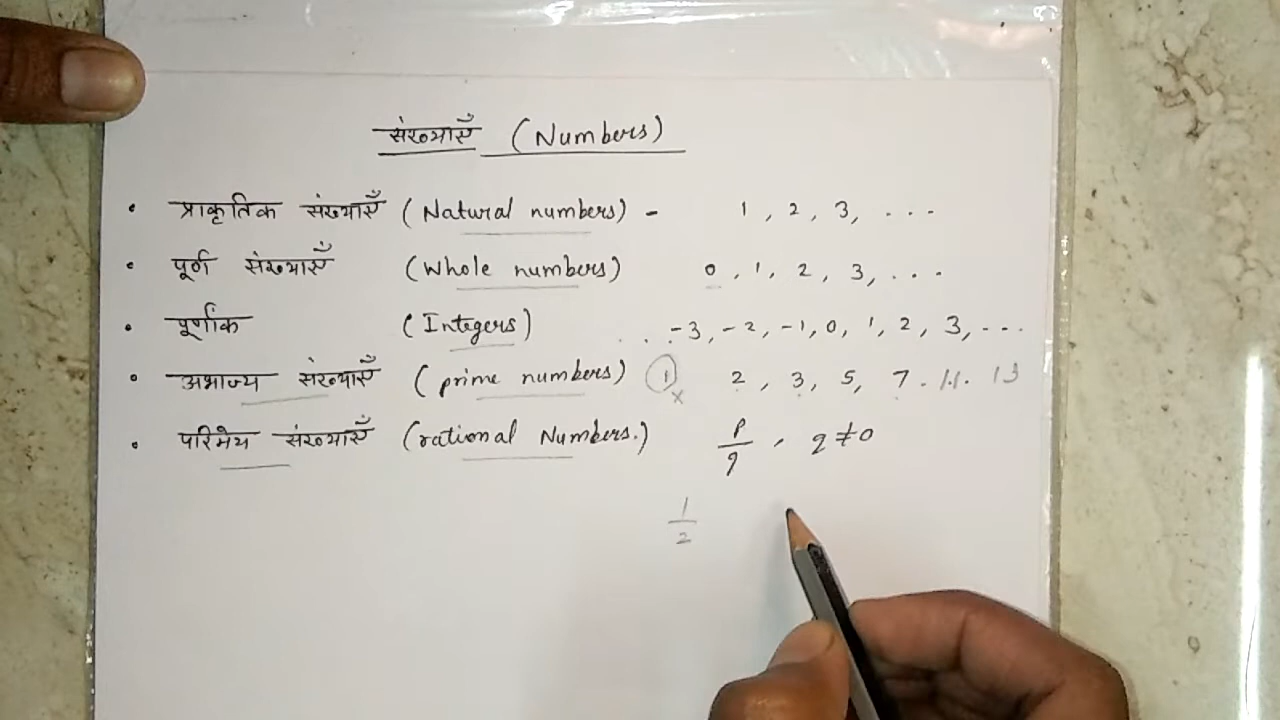 संख्याएँ (Numbers)
• प्राकृतिक संख्याएँ (Natural numbers) - 1, 2, 3, ...
• पूर्ण संख्याएँ (Whole numbers) 0, 1, 2, 3, ...
• पूर्णांक (Integers) ...-3, -2, -1, 0, 1, 2, 3, ...
• अभाज्य संख्याएँ (prime numbers) 1 x 2, 3, 5, 7. 11. 13
• परिमेय संख्याएँ (rational Numbers.) p/q, q≠0
1/2